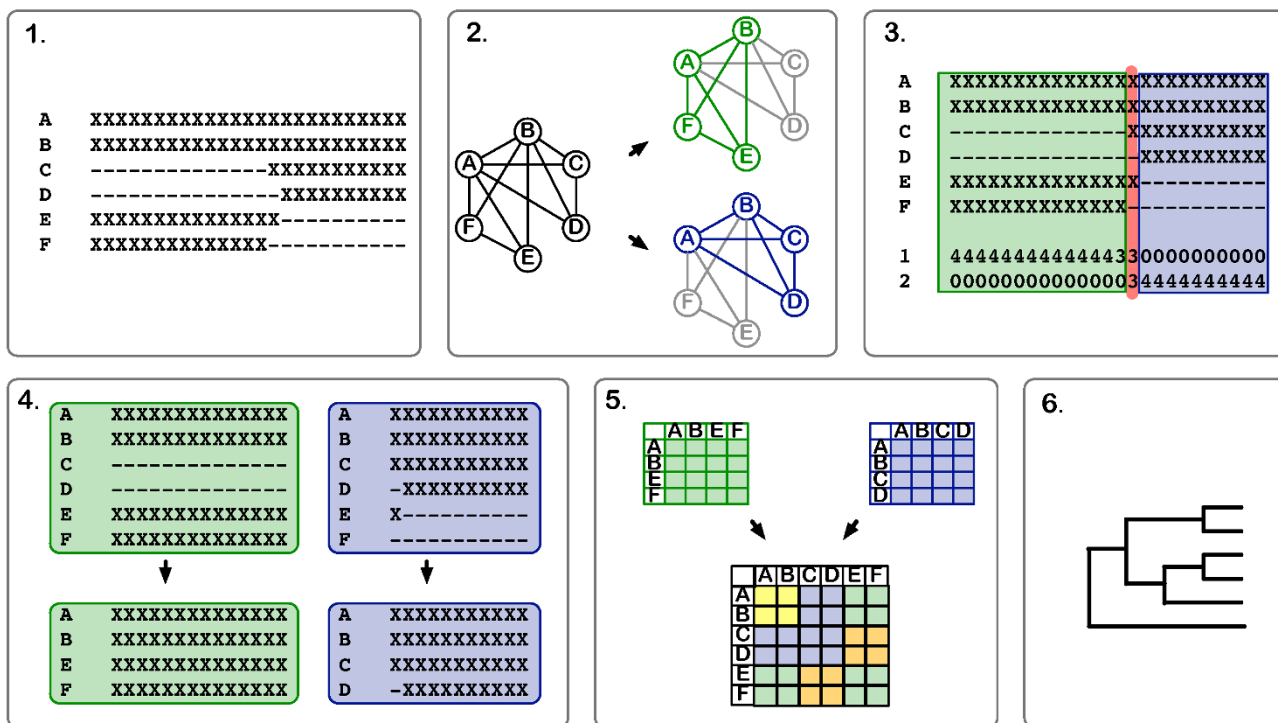 1.
A XXXXXXXXXXXXXXXXXXXXXXXXX
B XXXXXXXXXXXXXXXXXXXXXXXXX
C --------------XXXXXXXXXXX
D ---------------XXXXXXXXXX
E XXXXXXXXXXXXXXX----------
F XXXXXXXXXXXXXX-----------
2.
B
A C
F D
E
B
A C
F D
E
B
A C
F D
E
3.
A XXXXXXXXXXXXXXXXXXXXXXXXX
B XXXXXXXXXXXXXXXXXXXXXXXXX
C --------------XXXXXXXXXXX
D ---------------XXXXXXXXXX
E XXXXXXXXXXXXXXX----------
F XXXXXXXXXXXXXX-----------
1 4444444444444330000000000
2 0000000000000034444444444
4.
A XXXXXXXXXXXXXX
B XXXXXXXXXXXXXX
C --------------
D --------------
E XXXXXXXXXXXXXX
F XXXXXXXXXXXXXX
A XXXXXXXXXXXXXX
B XXXXXXXXXXXXXX
E XXXXXXXXXXXXXX
F XXXXXXXXXXXXXX
A XXXXXXXXXXX
B XXXXXXXXXXX
C XXXXXXXXXXX
D -XXXXXXXXXX
E X----------
F -----------
A XXXXXXXXXXX
B XXXXXXXXXXX
C XXXXXXXXXXX
D -XXXXXXXXXX
5.
A B E F
A
B
E
F
A B C D
A
B
C
D
A B C D E F
A
B
C
D
E
F
6.